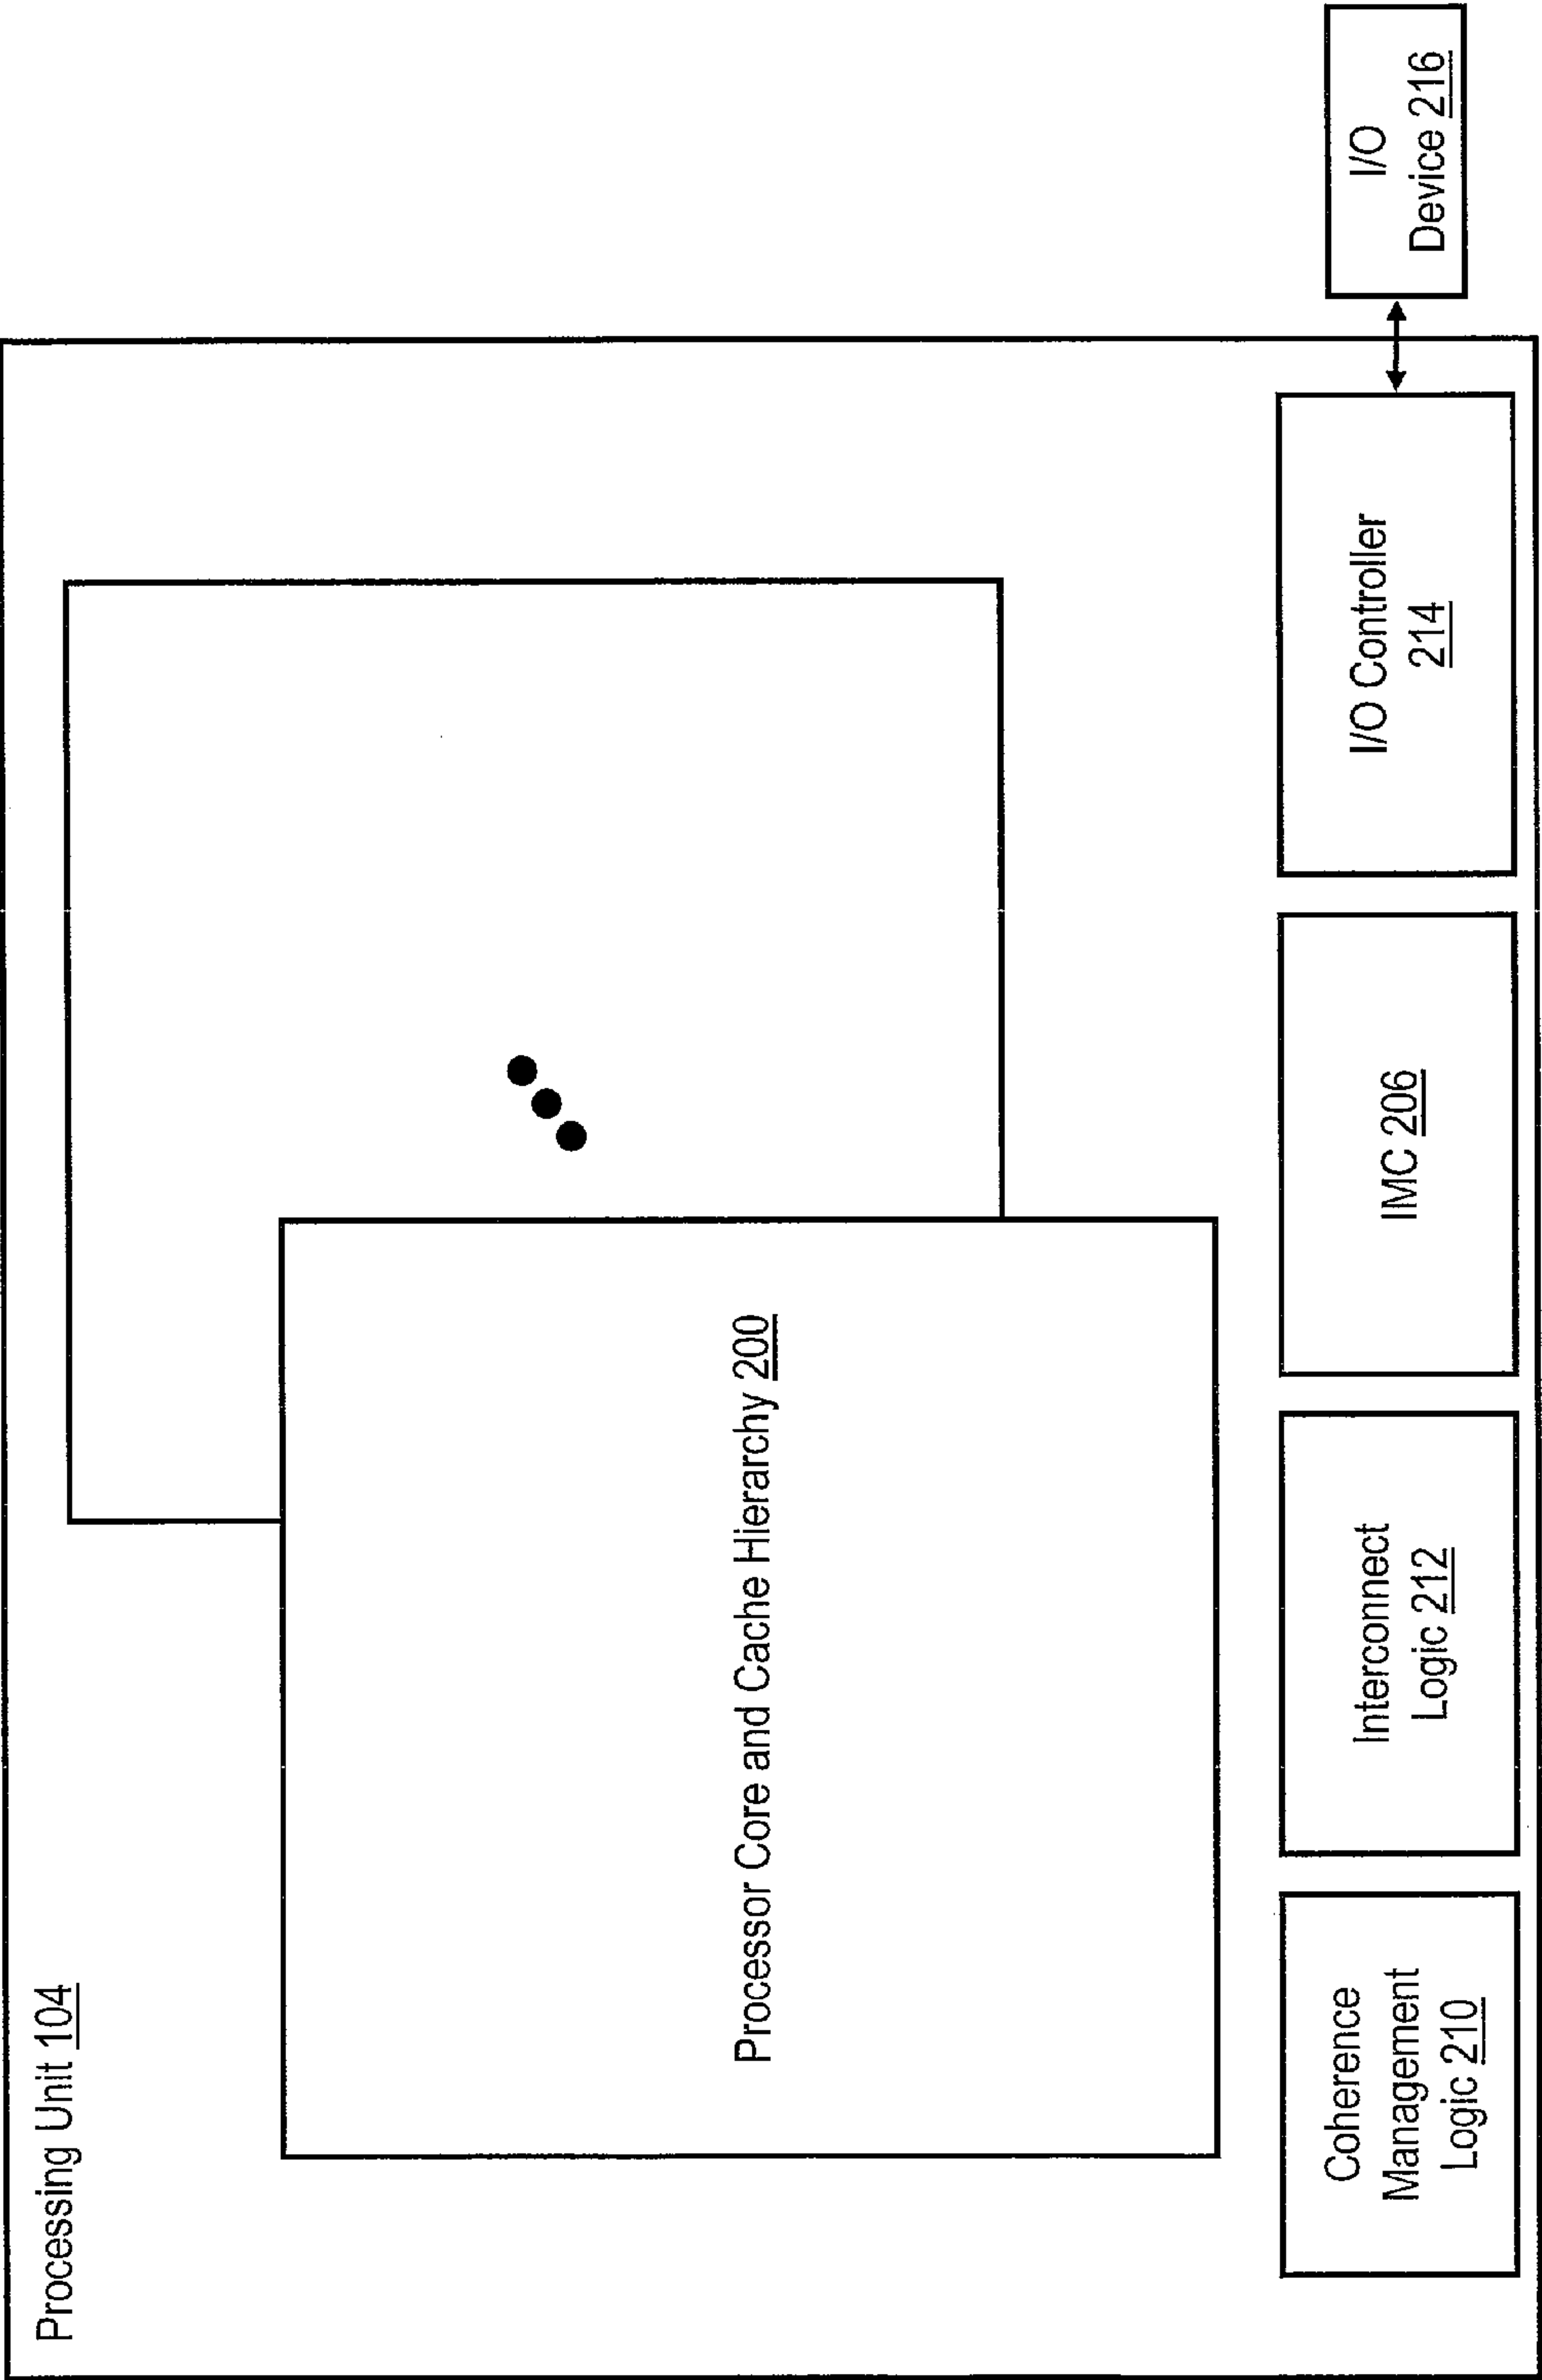 Processing Unit 104
Processor Core and Cache Hierarchy 200
Coherence
Management
Logic 210
Interconnect
Logic 212
IMC 206
I/O Controller
214
I/O
Device 216